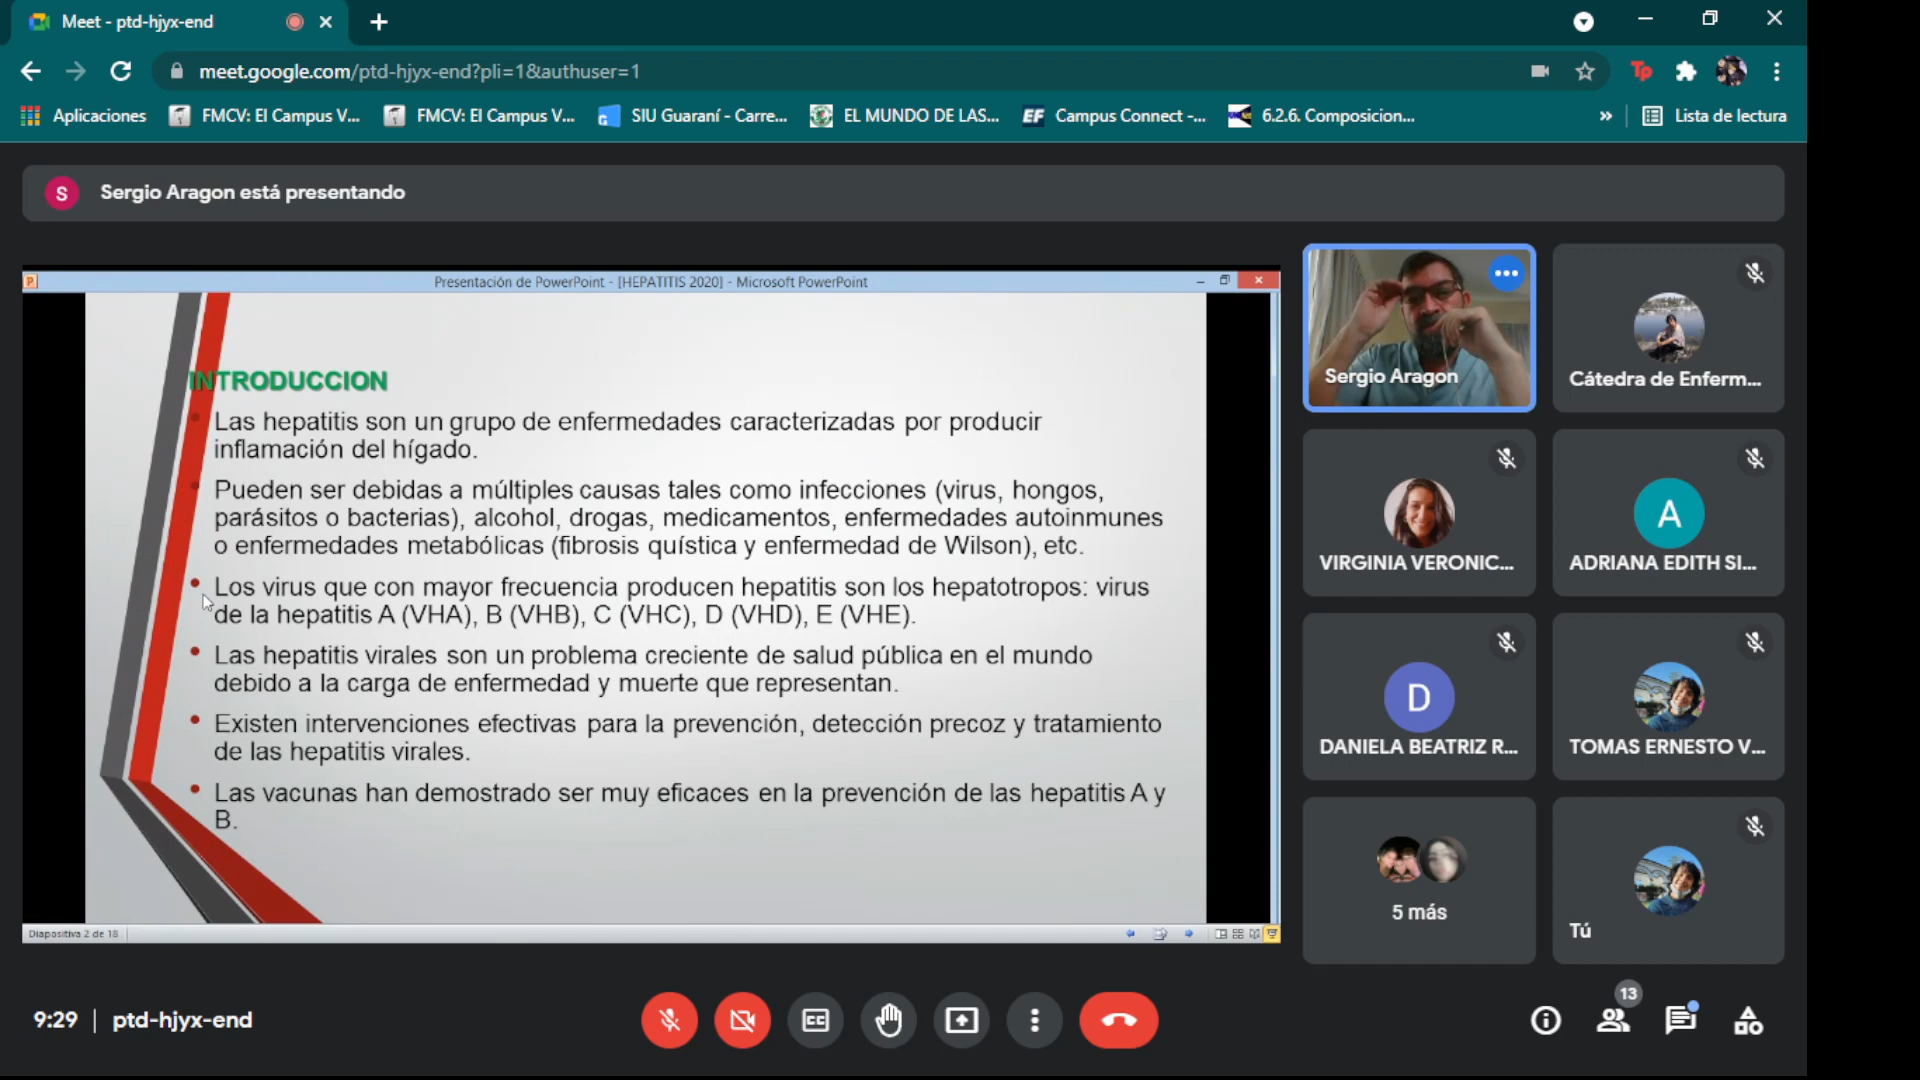 Meet - ptd-hjyx-end
meet.google.com/ptd-hjyx-end?pli=1&authuser=1
Aplicaciones
FMCV: El Campus V...
FMCV: El Campus V...
SIU Guaraní - Carre...
EL MUNDO DE LAS...
EF Campus Connect -...
6.2.6. Composicion...
»
Lista de lectura
S Sergio Aragon está presentando
Presentación de PowerPoint - [HEPATITIS 2020] - Microsoft PowerPoint
INTRODUCCION
• Las hepatitis son un grupo de enfermedades caracterizadas por producir
inflamación del hígado.
• Pueden ser debidas a múltiples causas tales como infecciones (virus, hongos,
parásitos o bacterias), alcohol, drogas, medicamentos, enfermedades autoinmunes
o enfermedades metabólicas (fibrosis quística y enfermedad de Wilson), etc.
• Los virus que con mayor frecuencia producen hepatitis son los hepatotropos: virus
de la hepatitis A (VHA), B (VHB), C (VHC), D (VHD), E (VHE).
• Las hepatitis virales son un problema creciente de salud pública en el mundo
debido a la carga de enfermedad y muerte que representan.
• Existen intervenciones efectivas para la prevención, detección precoz y tratamiento
de las hepatitis virales.
• Las vacunas han demostrado ser muy eficaces en la prevención de las hepatitis A y
B.
Diapositiva 2 de 18
Sergio Aragon
Cátedra de Enferm...
VIRGINIA VERONIC...
A
ADRIANA EDITH SI...
D
DANIELA BEATRIZ R...
TOMAS ERNESTO V...
5 más
Tú
9:29 | ptd-hjyx-end
13